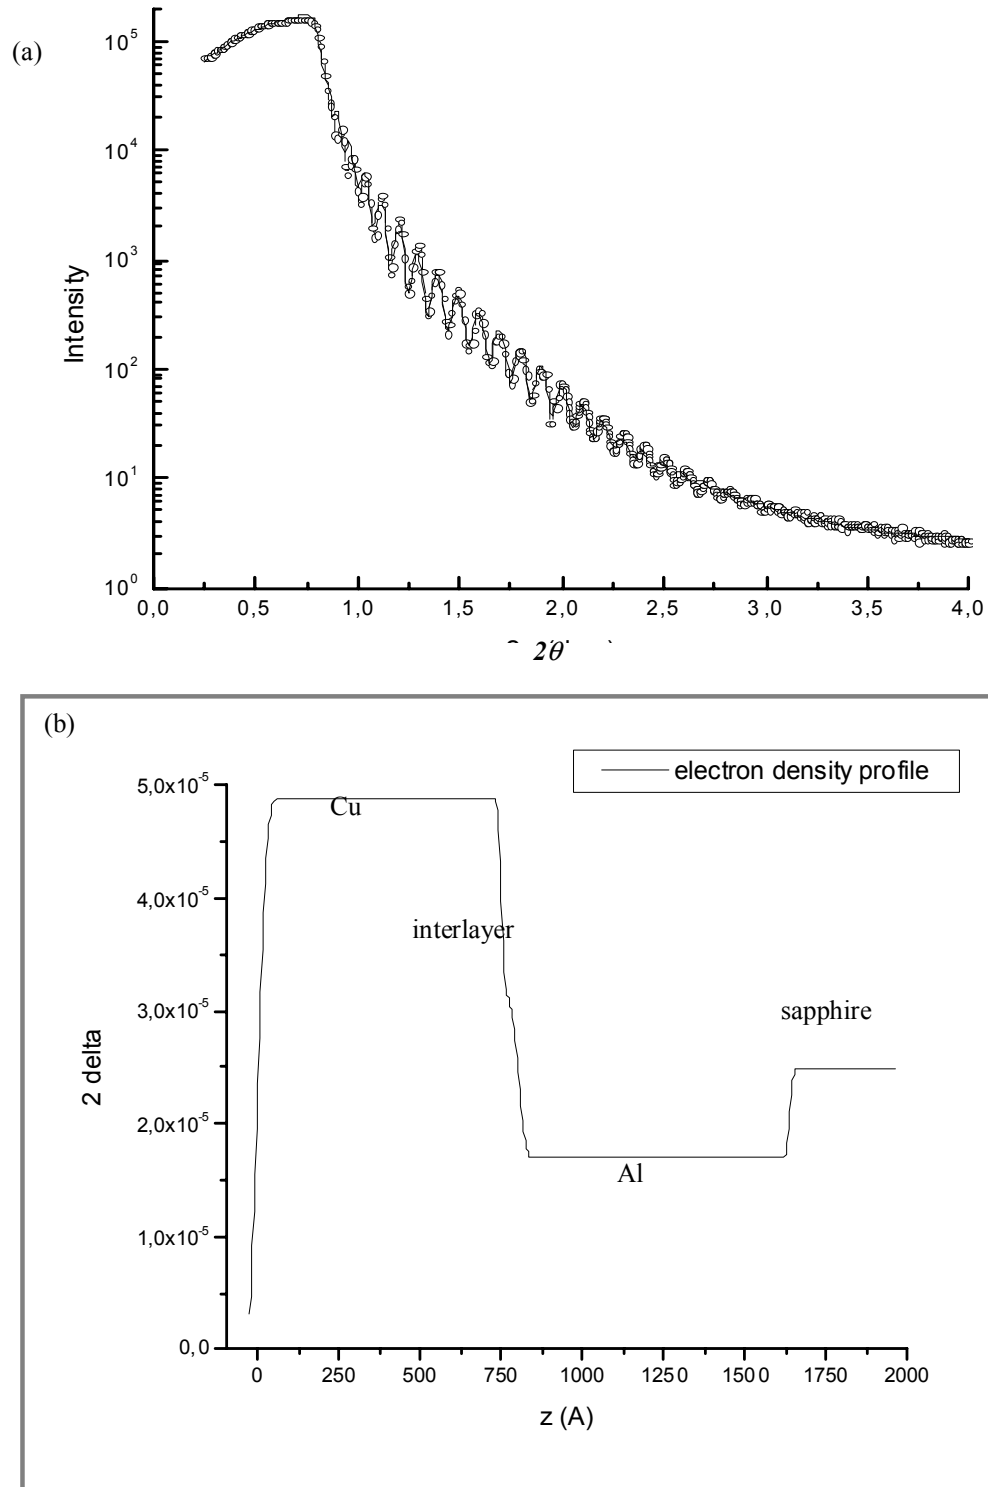 (a)
Intensity
10^5
10^4
10^3
10^2
10^1
10^0
0,0 0,5 1,0 1,5 2,0 2,5 3,0 3,5 4,0
2θ
(b)
electron density profile
2 delta
5,0x10^-5
4,0x10^-5
3,0x10^-5
2,0x10^-5
1,0x10^-5
0,0
Cu
interlayer
Al
sapphire
0 250 500 750 1000 1250 1500 1750 2000
z (A)